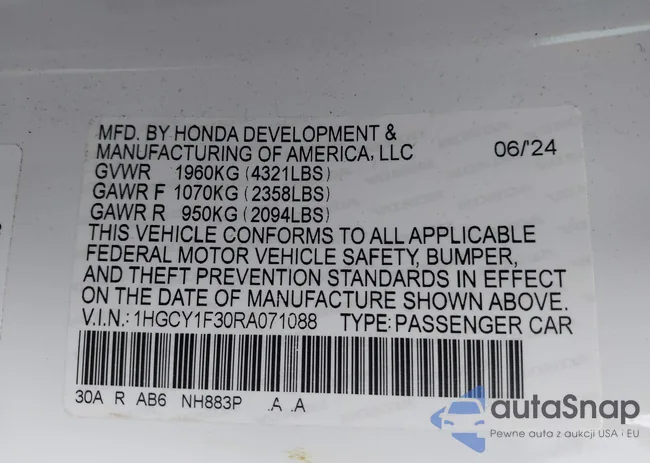 MFD. BY HONDA DEVELOPMENT &
MANUFACTURING OF AMERICA, LLC 06/'24
GVWR 1960KG (4321LBS)
GAWR F 1070KG (2358LBS)
GAWR R 950KG (2094LBS)
THIS VEHICLE CONFORMS TO ALL APPLICABLE
FEDERAL MOTOR VEHICLE SAFETY, BUMPER,
AND THEFT PREVENTION STANDARDS IN EFFECT
ON THE DATE OF MANUFACTURE SHOWN ABOVE.
V.I.N.: 1HGCY1F30RA071088 TYPE: PASSENGER CAR
30A R AB6 NH883P .A .A
autaSnap
Pewne auta z aukcji USA i EU